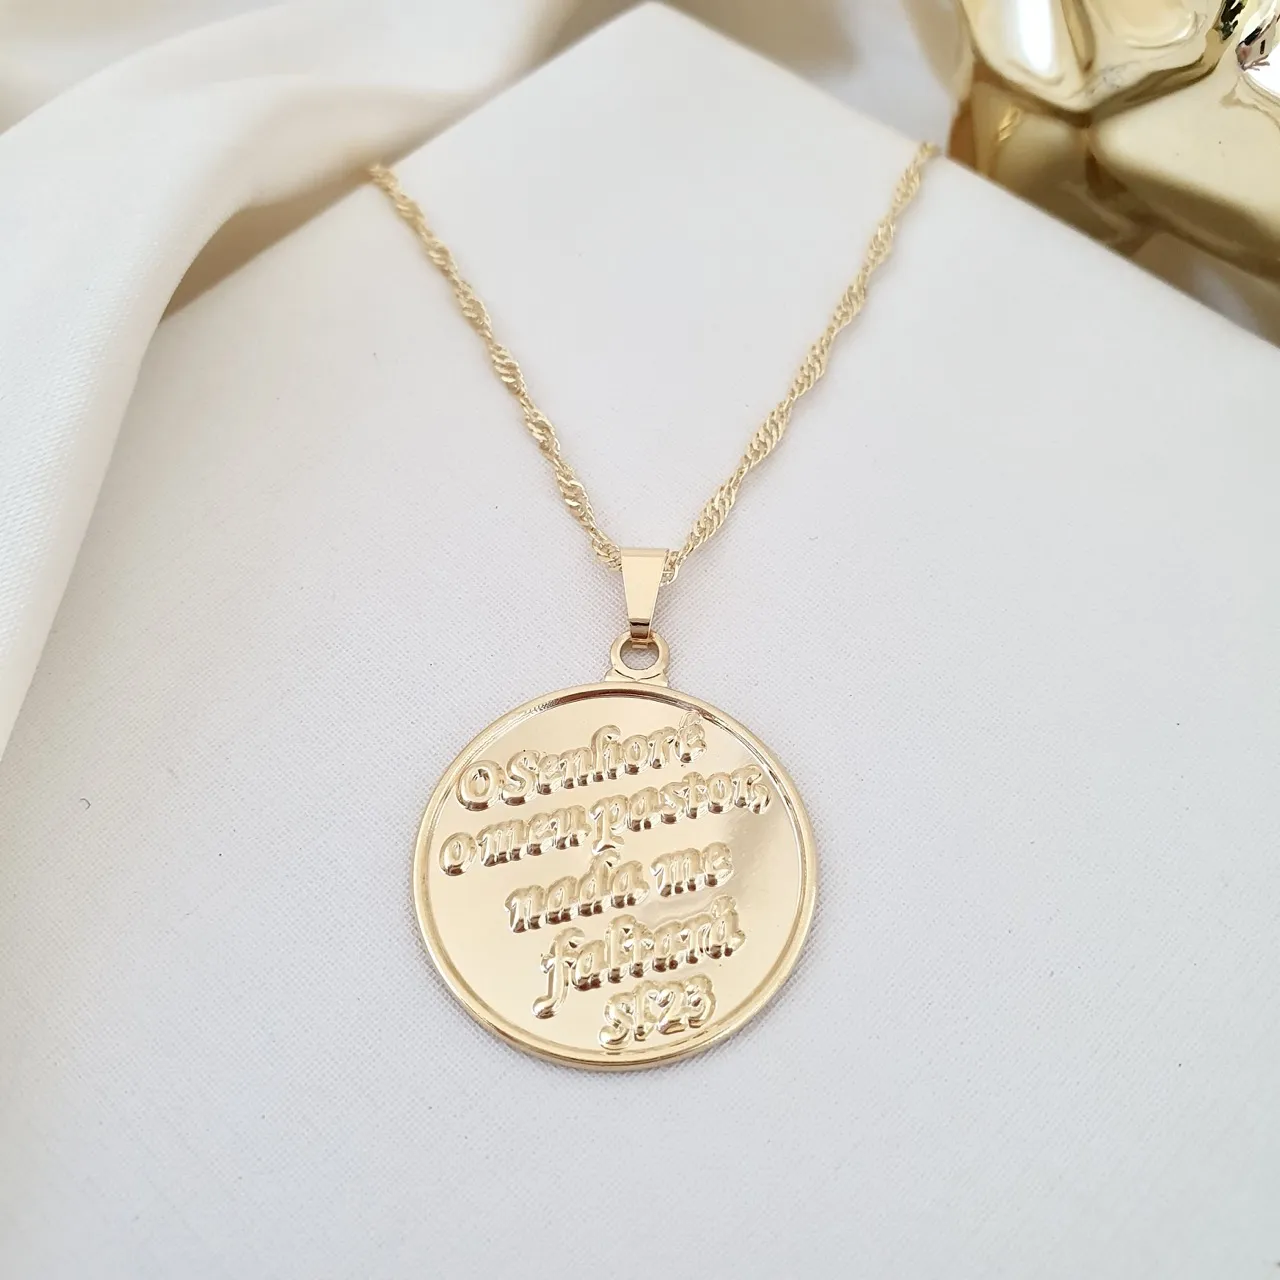 O Senhor é
o meu pastor,
nada me
faltará
Sl 23